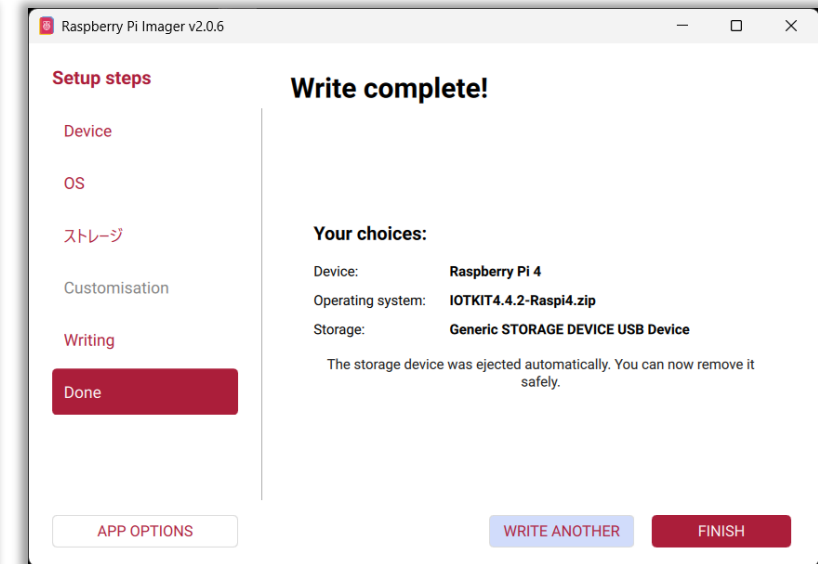 Raspberry Pi Imager v2.0.6
Setup steps
Device
OS
ストレージ
Customisation
Writing
Done
APP OPTIONS
Write complete!
Your choices:
Device: Raspberry Pi 4
Operating system: IOTKIT4.4.2-Raspi4.zip
Storage: Generic STORAGE DEVICE USB Device
The storage device was ejected automatically. You can now remove it
safely.
WRITE ANOTHER
FINISH